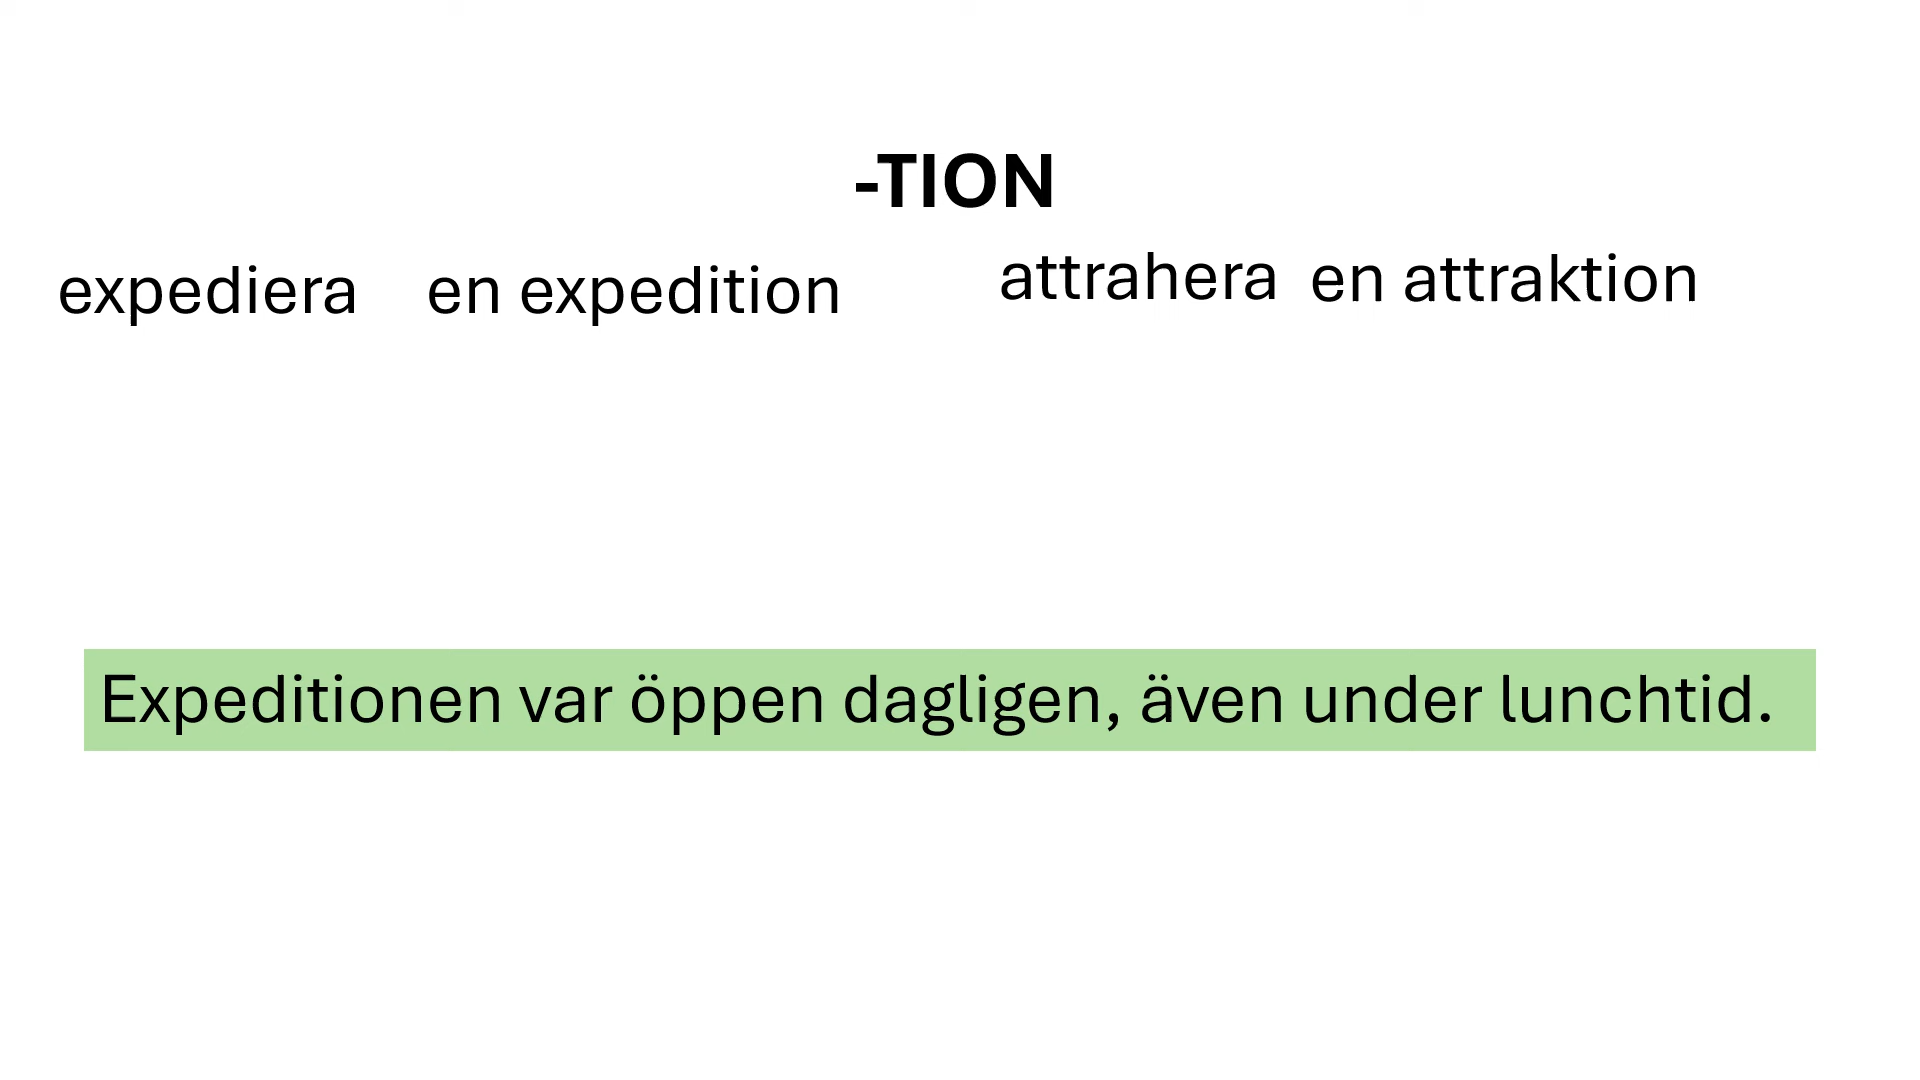 -TION
expediera en expedition attrahera en attraktion
Expeditionen var öppen dagligen, även under lunchtid.